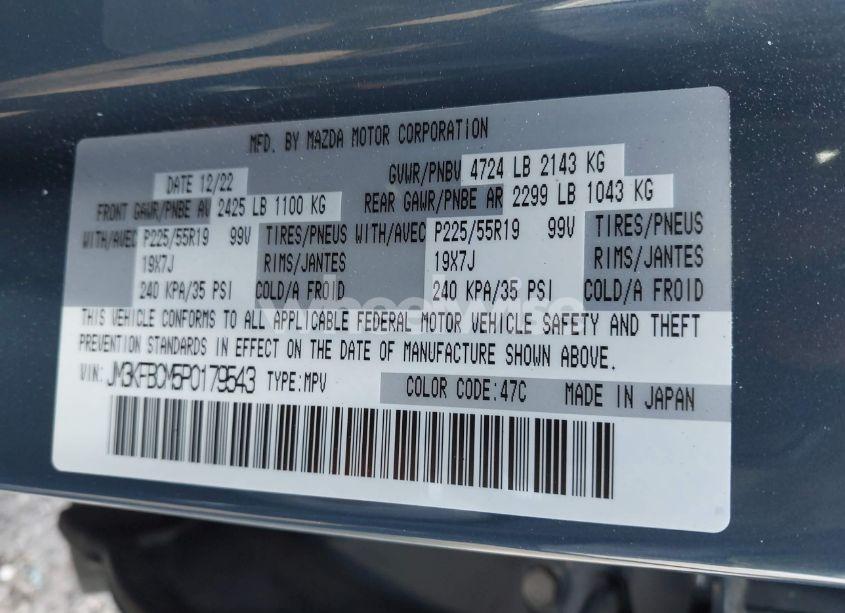 MFD. BY MAZDA MOTOR CORPORATION
DATE 12/22 GVWR/PNBV 4724 LB 2143 KG
FRONT GAWR/PNBE AV 2425 LB 1100 KG REAR GAWR/PNBE AR 2299 LB 1043 KG
WITH/AVEC P225/55R19 99V TIRES/PNEUS WITH/AVEC P225/55R19 99V TIRES/PNEUS
19X7J RIMS/JANTES 19X7J RIMS/JANTES
240 KPA/35 PSI COLD/A FROID 240 KPA/35 PSI COLD/A FROID
THIS VEHICLE CONFORMS TO ALL APPLICABLE FEDERAL MOTOR VEHICLE SAFETY AND THEFT
PREVENTION STANDARDS IN EFFECT ON THE DATE OF MANUFACTURE SHOWN ABOVE.
VIN: JM3KFBCM5P0179543 TYPE:MPV COLOR CODE:47C MADE IN JAPAN